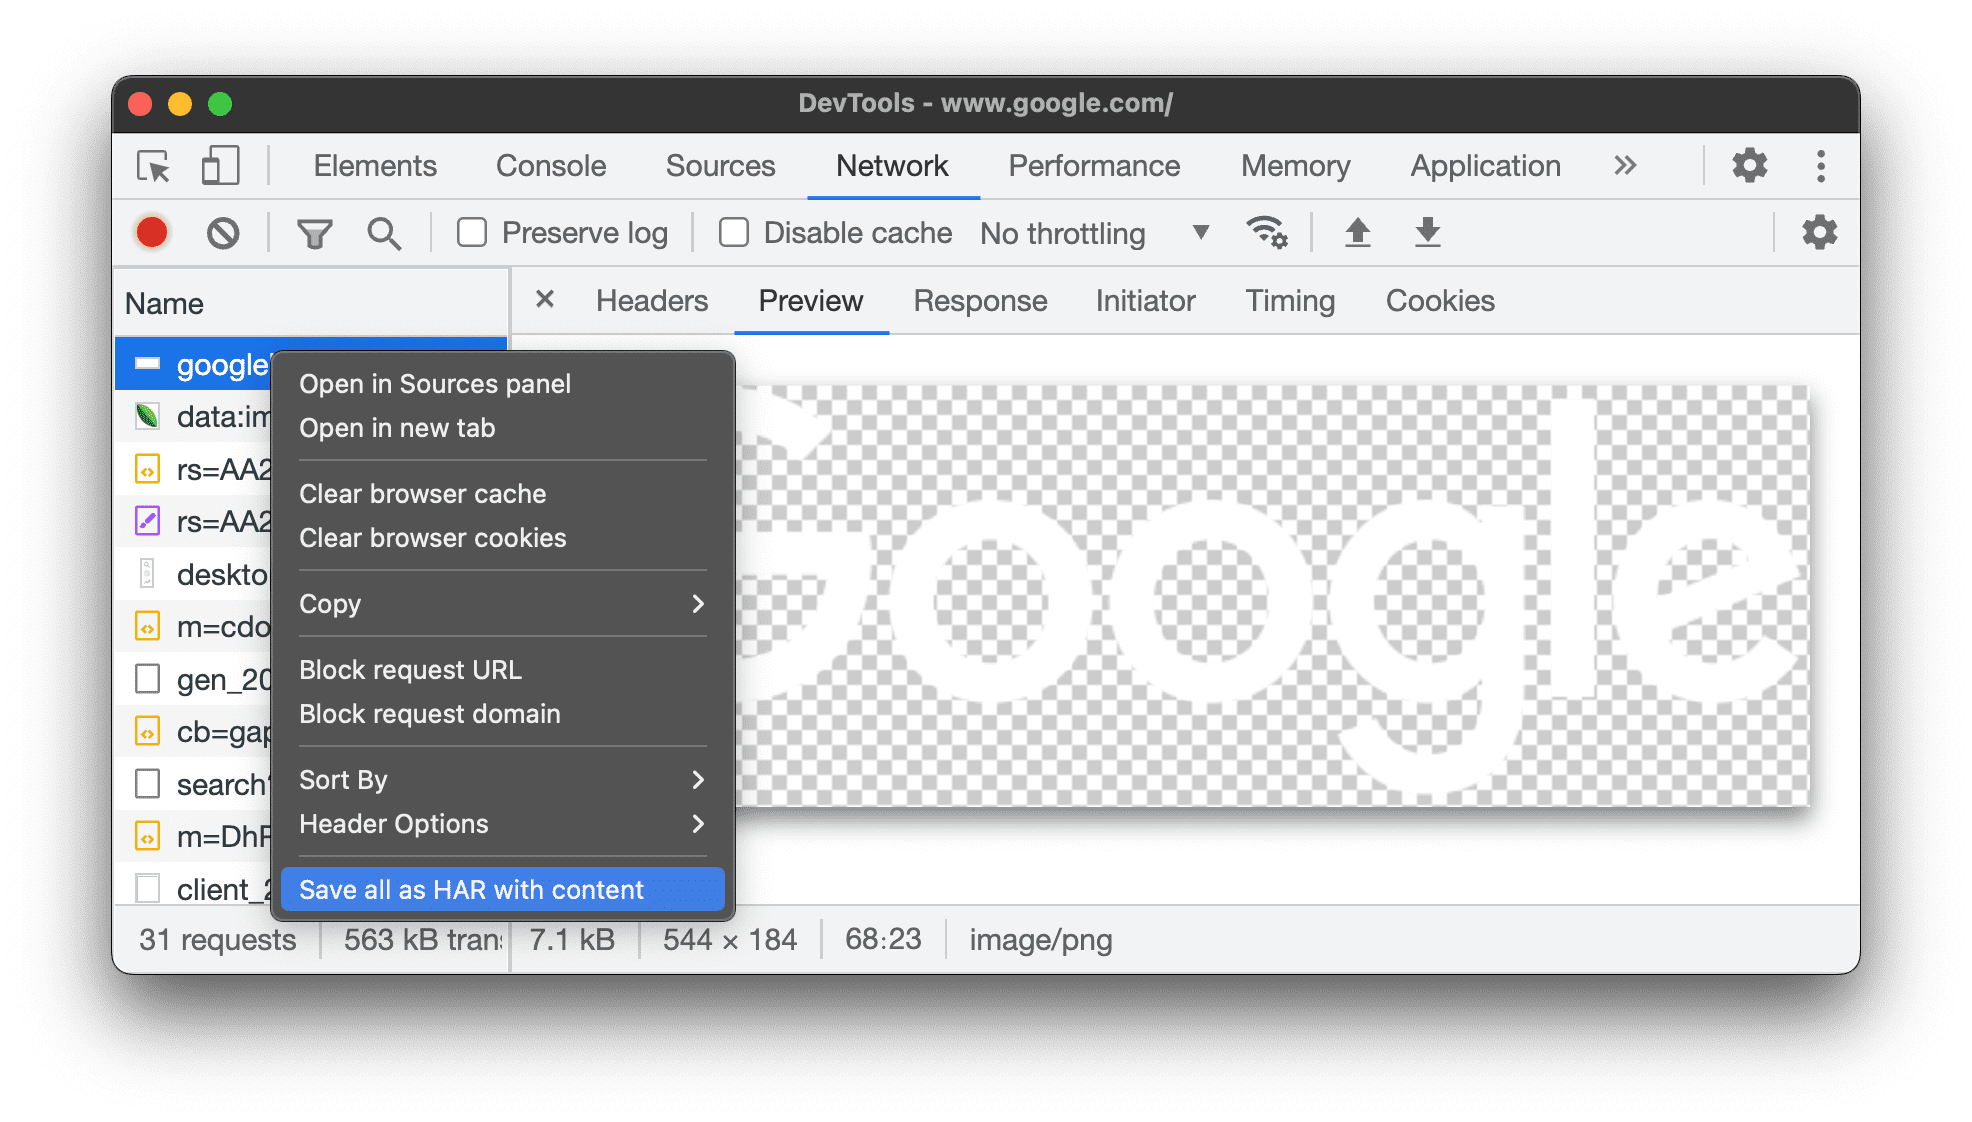 DevTools - www.google.com/
Elements Console Sources Network Performance Memory Application
Preserve log Disable cache No throttling
Name
Headers Preview Response Initiator Timing Cookies
google
data:im
rs=AA2
rs=AA2
deskto
m=cdo
gen_20
cb=gap
search
m=DhP
client_2
Open in Sources panel
Open in new tab
Clear browser cache
Clear browser cookies
Copy
Block request URL
Block request domain
Sort By
Header Options
Save all as HAR with content
Google
31 requests 563 kB trans 7.1 kB 544 × 184 68:23 image/png